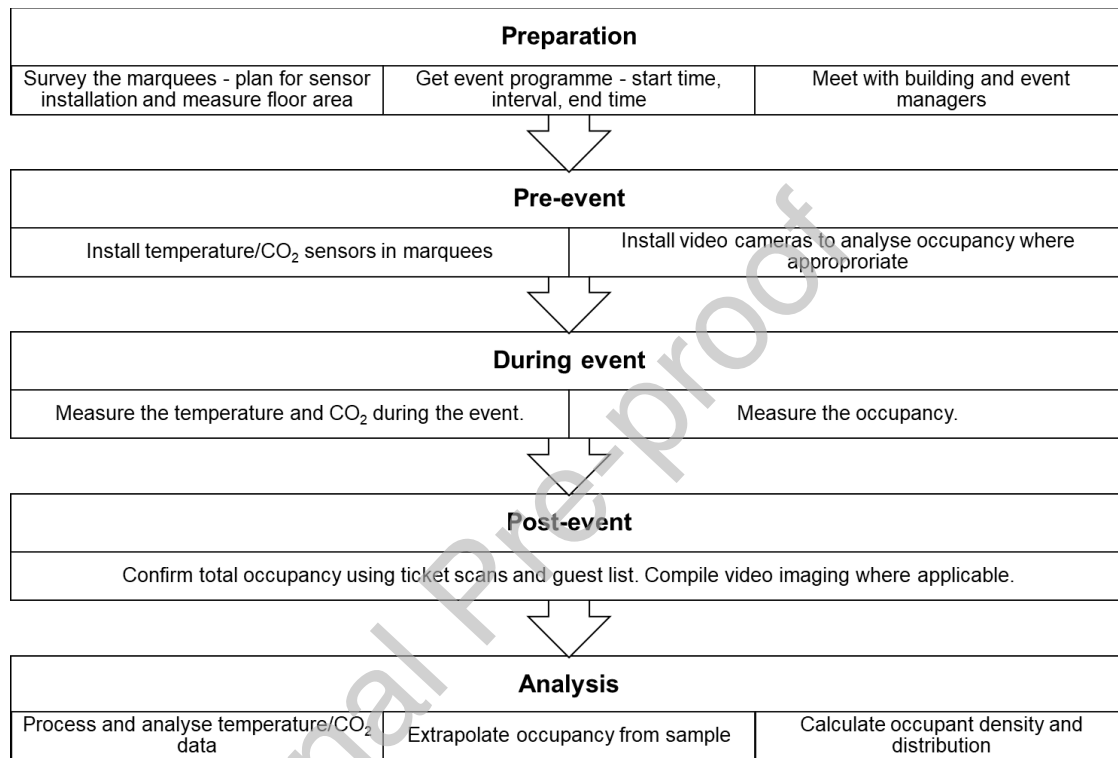 Preparation
Survey the marquees - plan for sensor
installation and measure floor area
Get event programme - start time,
interval, end time
Meet with building and event
managers
Pre-event
Install temperature/CO₂ sensors in marquees
Install video cameras to analyse occupancy where
approproriate
During event
Measure the temperature and CO₂ during the event.
Measure the occupancy.
Post-event
Confirm total occupancy using ticket scans and guest list. Compile video imaging where applicable.
Analysis
Process and analyse temperature/CO₂
data
Extrapolate occupancy from sample
Calculate occupant density and
distribution
nal Pre-proof